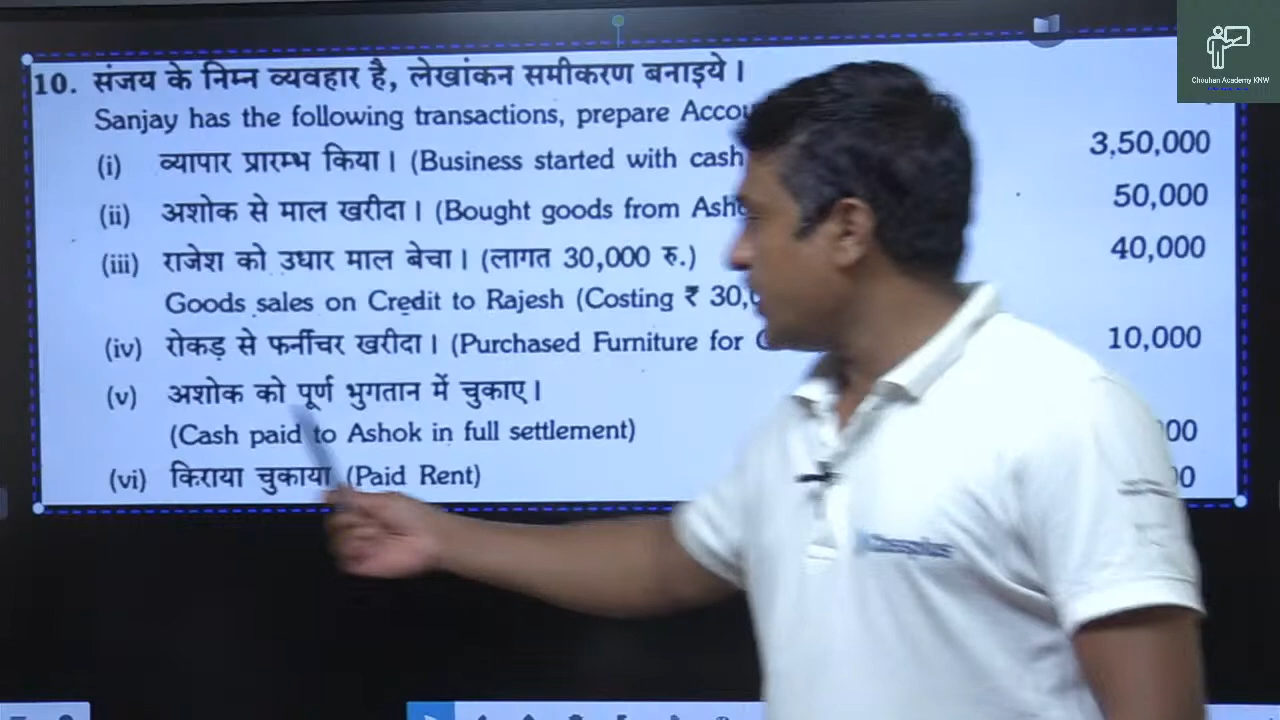 10. संजय के निम्न व्यवहार है, लेखांकन समीकरण बनाइये।
Sanjay has the following transactions, prepare
(i) व्यापार प्रारम्भ किया। (Business started with cash 3,50,000
(ii) अशोक से माल खरीदा। (Bought goods from 50,000
(iii) राजेश को उधार माल बेचा। (लागत 30,000 रु.) 40,000
Goods sales on Credit to Rajesh (Costing ₹
(iv) रोकड़ से फर्नीचर खरीदा। (Purchased Furniture for 10,000
(v) अशोक को पूर्ण भुगतान में चुकाए।
(Cash paid to Ashok in full settlement)
(vi) किराया चुकाया (Paid Rent)
Chouhan Academy KNW